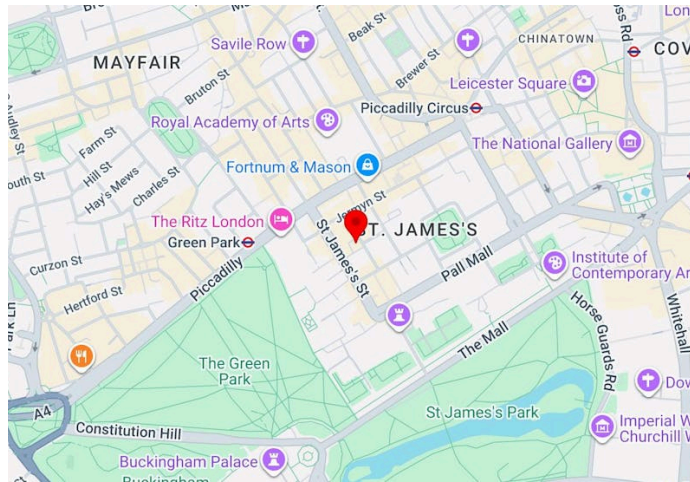 Savile Row
Beak St
CHINATOWN
MAYFAIR
Brewer St
COV
Bruton St
Leicester Square
Piccadilly Circus
Royal Academy of Arts
The National Gallery
Farm St
Hill St
Hay's Mews
Charles St
Fortnum & Mason
Jermyn St
The Ritz London
ST. JAMES'S
Green Park
St James's St
Pall Mall
Curzon St
Piccadilly
Institute of
Contemporary Ar
Hertford St
The Mall
Horse Guards Rd
Whitehall
The Green
Park
A4
St James's Park
Dow
Constitution Hill
Imperial W
Churchill W
Buckingham Palace
Buckingham